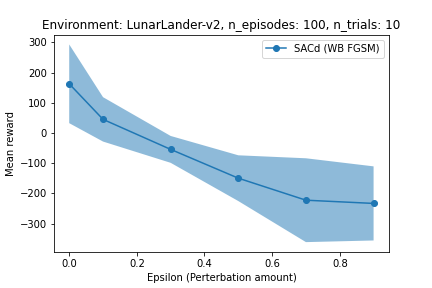 Environment: LunarLander-v2, n_episodes: 100, n_trials: 10
SACd (WB FGSM)
300
200
100
0
−100
−200
−300
Mean reward
0.0 0.2 0.4 0.6 0.8
Epsilon (Perterbation amount)